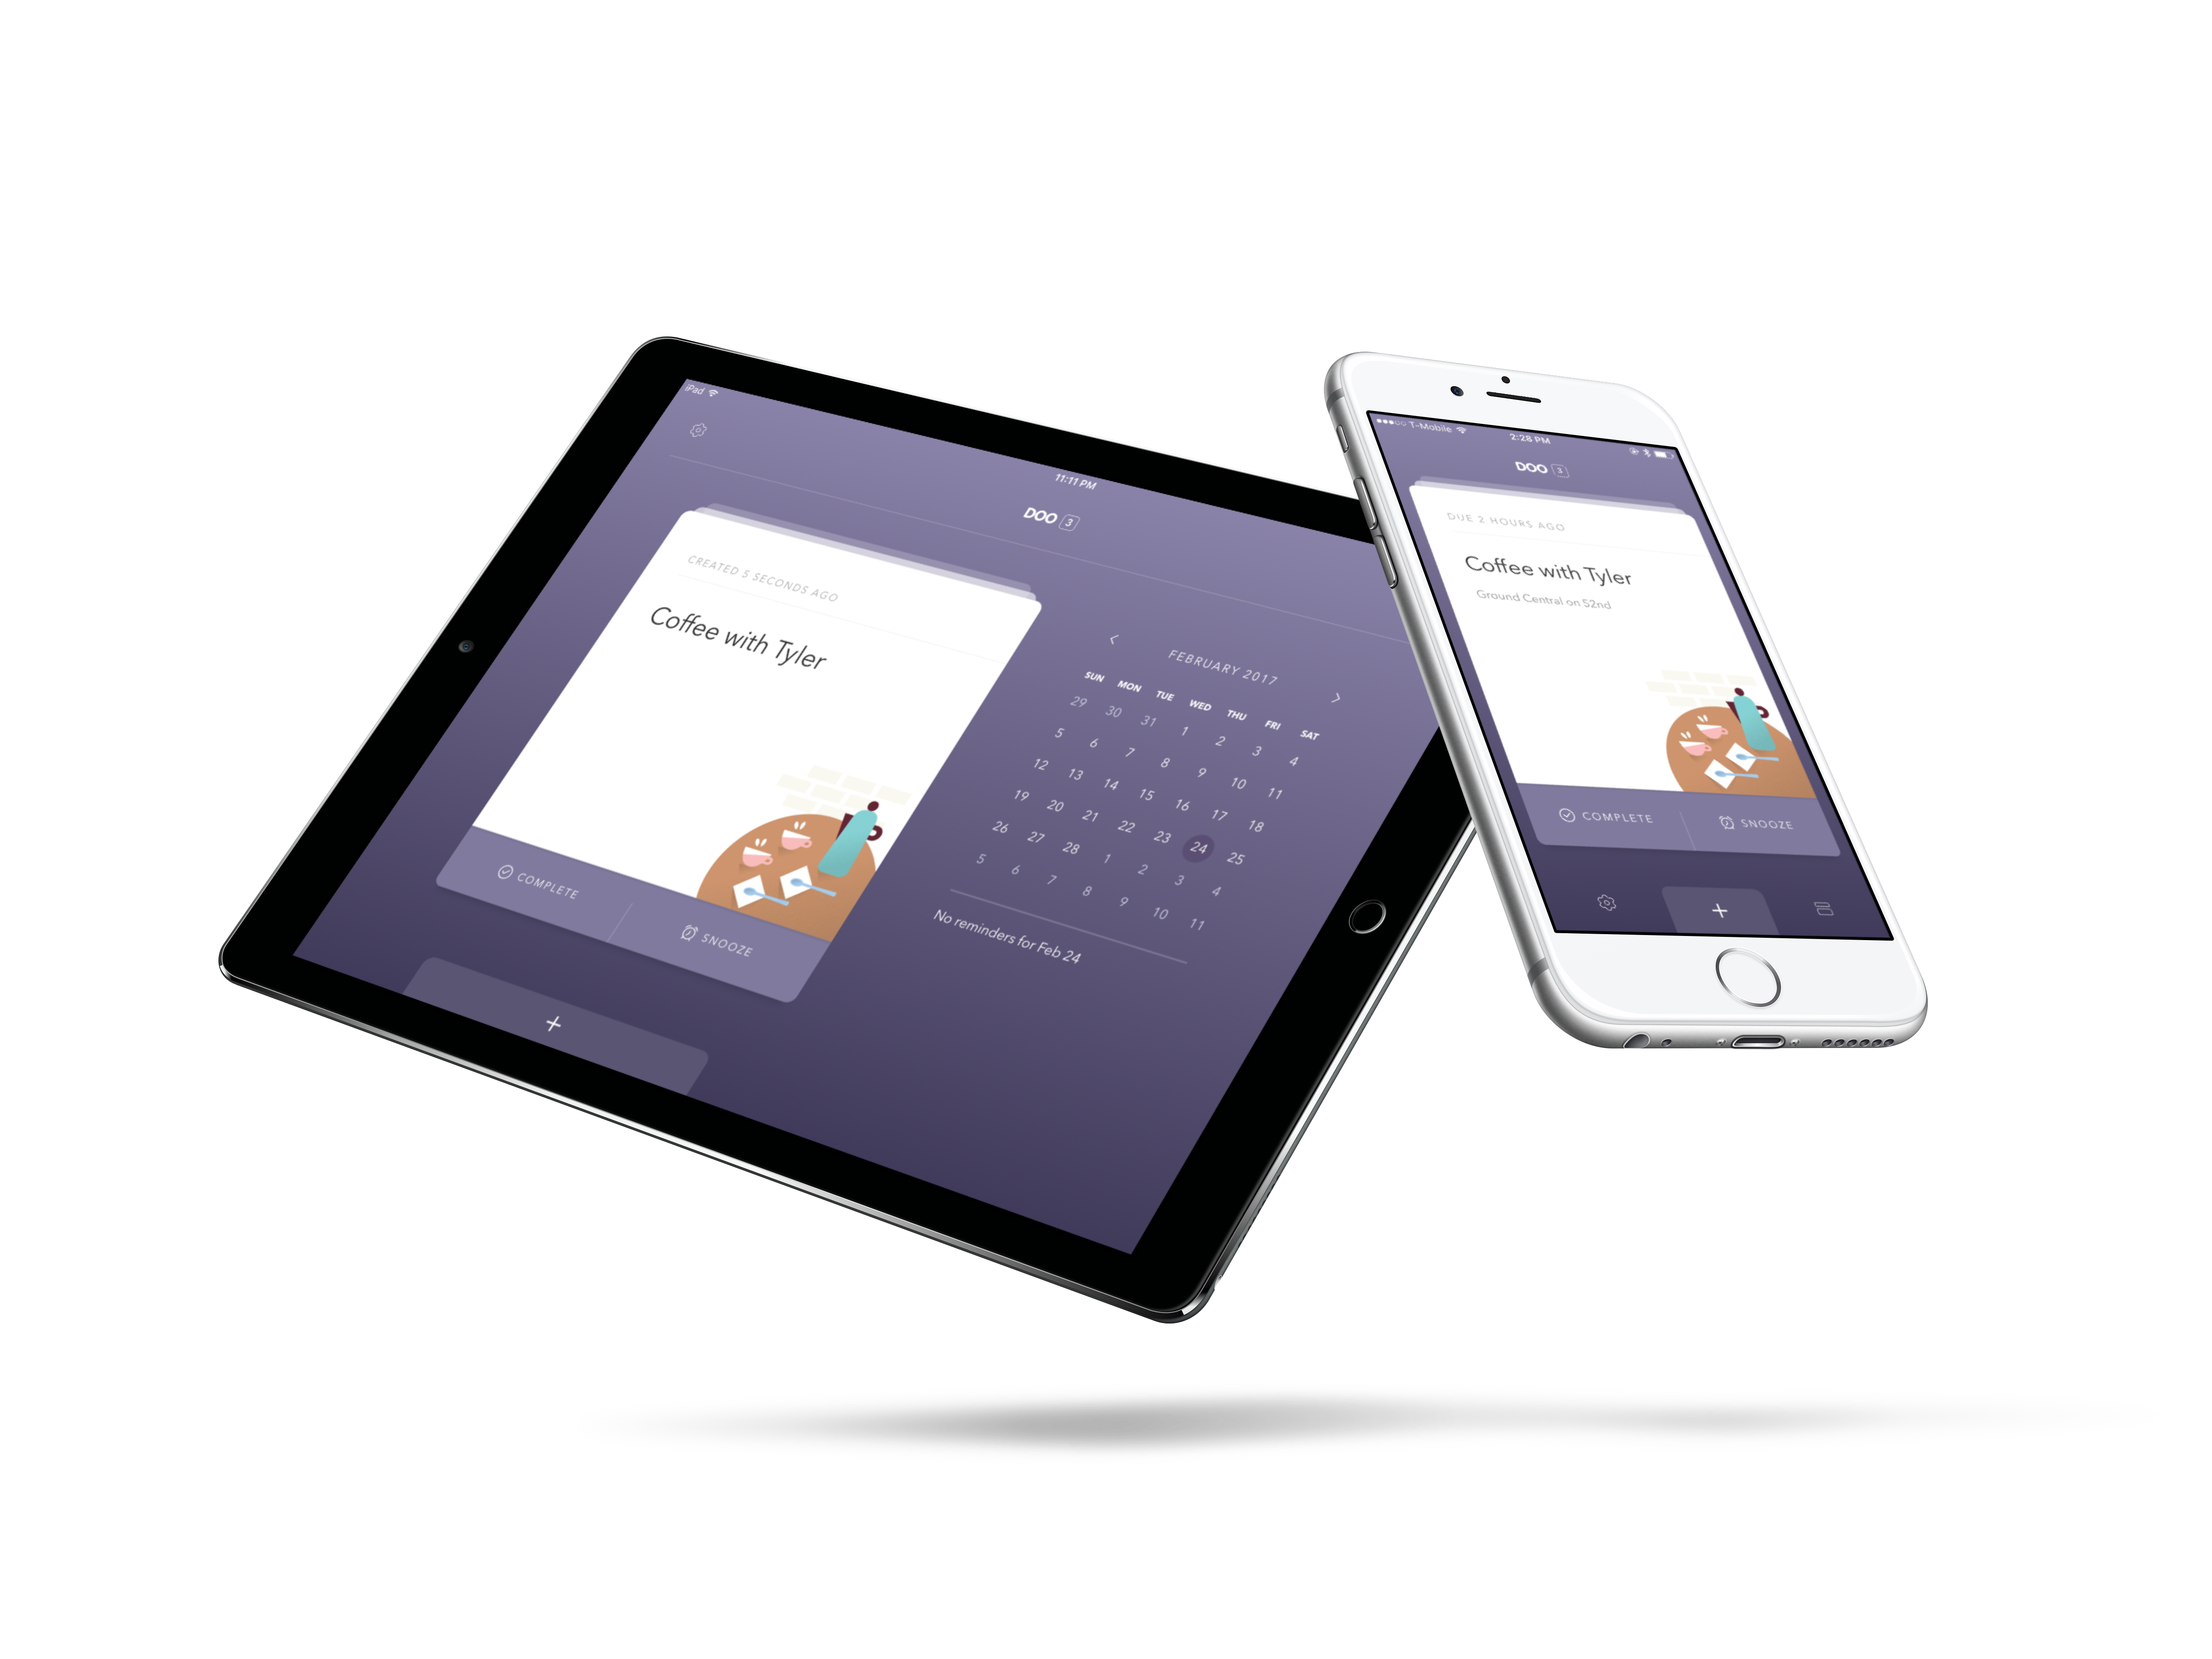 iPad
11:11 PM
DOO 3
CREATED 5 SECONDS AGO
Coffee with Tyler
COMPLETE
SNOOZE
+
< FEBRUARY 2017 >
SUN MON TUE WED THU FRI SAT
29 30 31 1 2 3 4
5 6 7 8 9 10 11
12 13 14 15 16 17 18
19 20 21 22 23 24 25
26 27 28 1 2 3 4
5 6 7 8 9 10 11
No reminders for Feb 24
T-Mobile 2:28 PM
DOO 3
DUE 2 HOURS AGO
Coffee with Tyler
Ground Central on 52nd
COMPLETE
SNOOZE
+